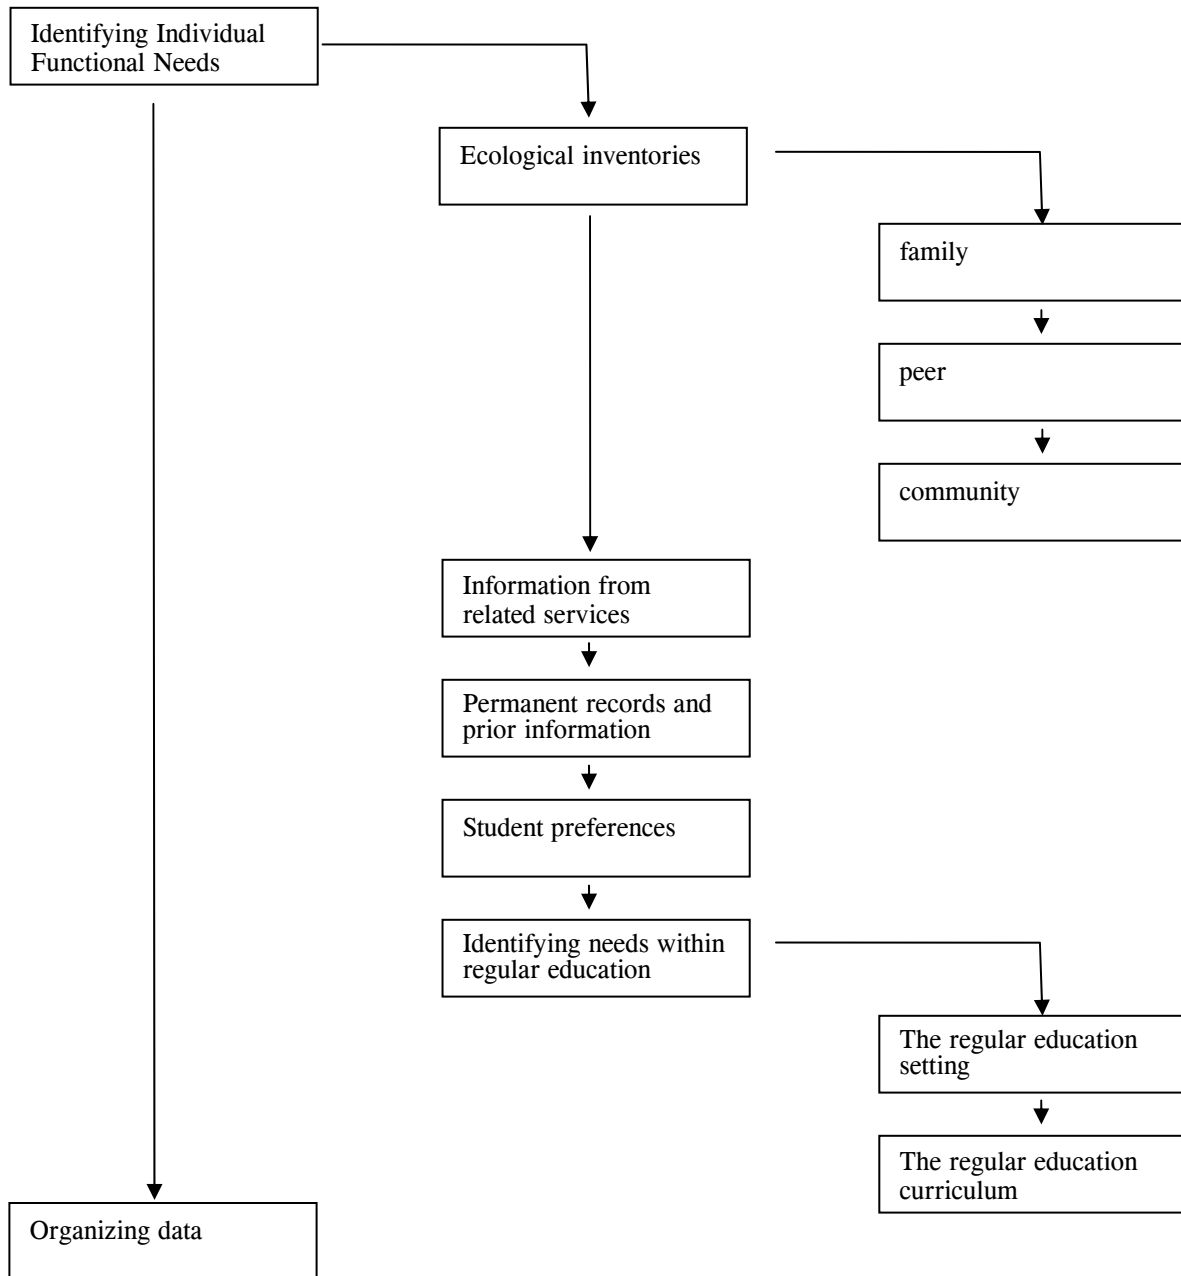 Identifying Individual
Functional Needs
Ecological inventories
family
peer
community
Information from
related services
Permanent records and
prior information
Student preferences
Identifying needs within
regular education
The regular education
setting
The regular education
curriculum
Organizing data